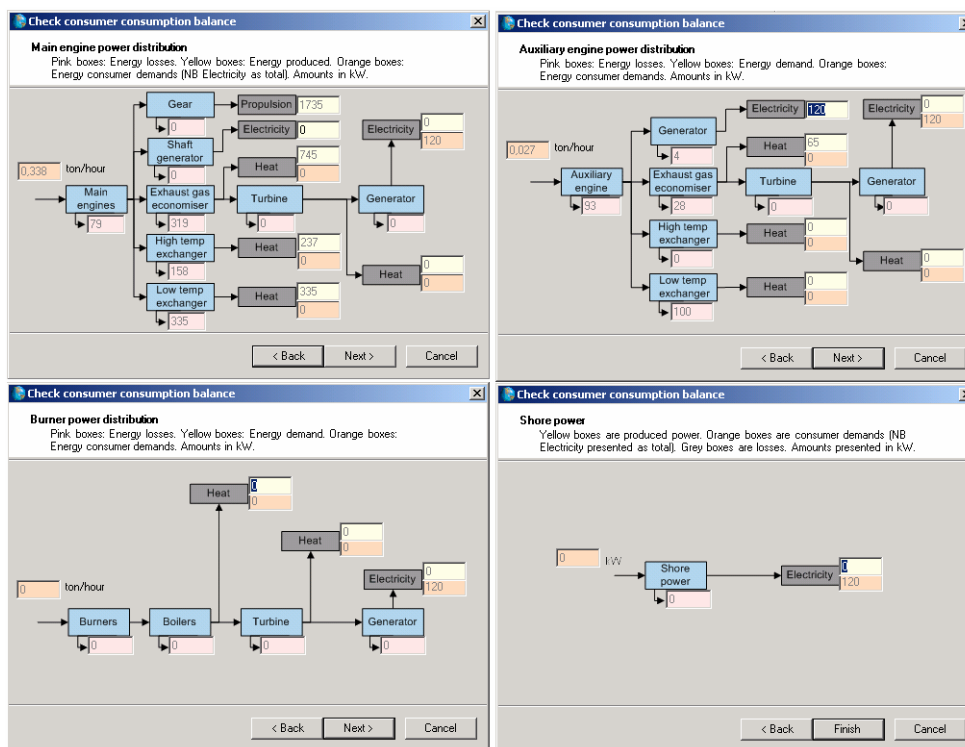 Check consumer consumption balance
Main engine power distribution
Pink boxes: Energy losses. Yellow boxes: Energy produced. Orange boxes:
Energy consumer demands (NB Electricity as total). Amounts in kW.
Gear
0
Propulsion 1735
Electricity 0
Electricity
0
120
Shaft
generator
0
Heat
745
0
0,338 ton/hour
Main
engines
79
Exhaust gas
economiser
319
Turbine
0
Generator
0
High temp
exchanger
158
Heat
237
0
Heat
0
0
Low temp
exchanger
335
Heat
335
0
< Back
Next >
Cancel
Check consumer consumption balance
Auxiliary engine power distribution
Pink boxes: Energy losses. Yellow boxes: Energy demand. Orange boxes:
Energy consumer demands. Amounts in kW.
Electricity 120
Electricity
0
120
Generator
4
Heat
65
0
0,027 ton/hour
Auxiliary
engine
93
Exhaust gas
economiser
28
Turbine
0
Generator
0
High temp
exchanger
0
Heat
0
0
Heat
0
0
Low temp
exchanger
100
Heat
0
0
< Back
Next >
Cancel
Check consumer consumption balance
Burner power distribution
Pink boxes: Energy losses. Yellow boxes: Energy demand. Orange boxes:
Energy consumer demands. Amounts in kW.
Heat
0
0
Heat
0
0
Electricity
0
120
0 ton/hour
Burners
0
Boilers
0
Turbine
0
Generator
0
< Back
Next >
Cancel
Check consumer consumption balance
Shore power
Yellow boxes are produced power. Orange boxes are consumer demands (NB
Electricity presented as total). Grey boxes are losses. Amounts presented in kW.
0 kW
Shore
power
0
Electricity
0
120
< Back
Finish
Cancel